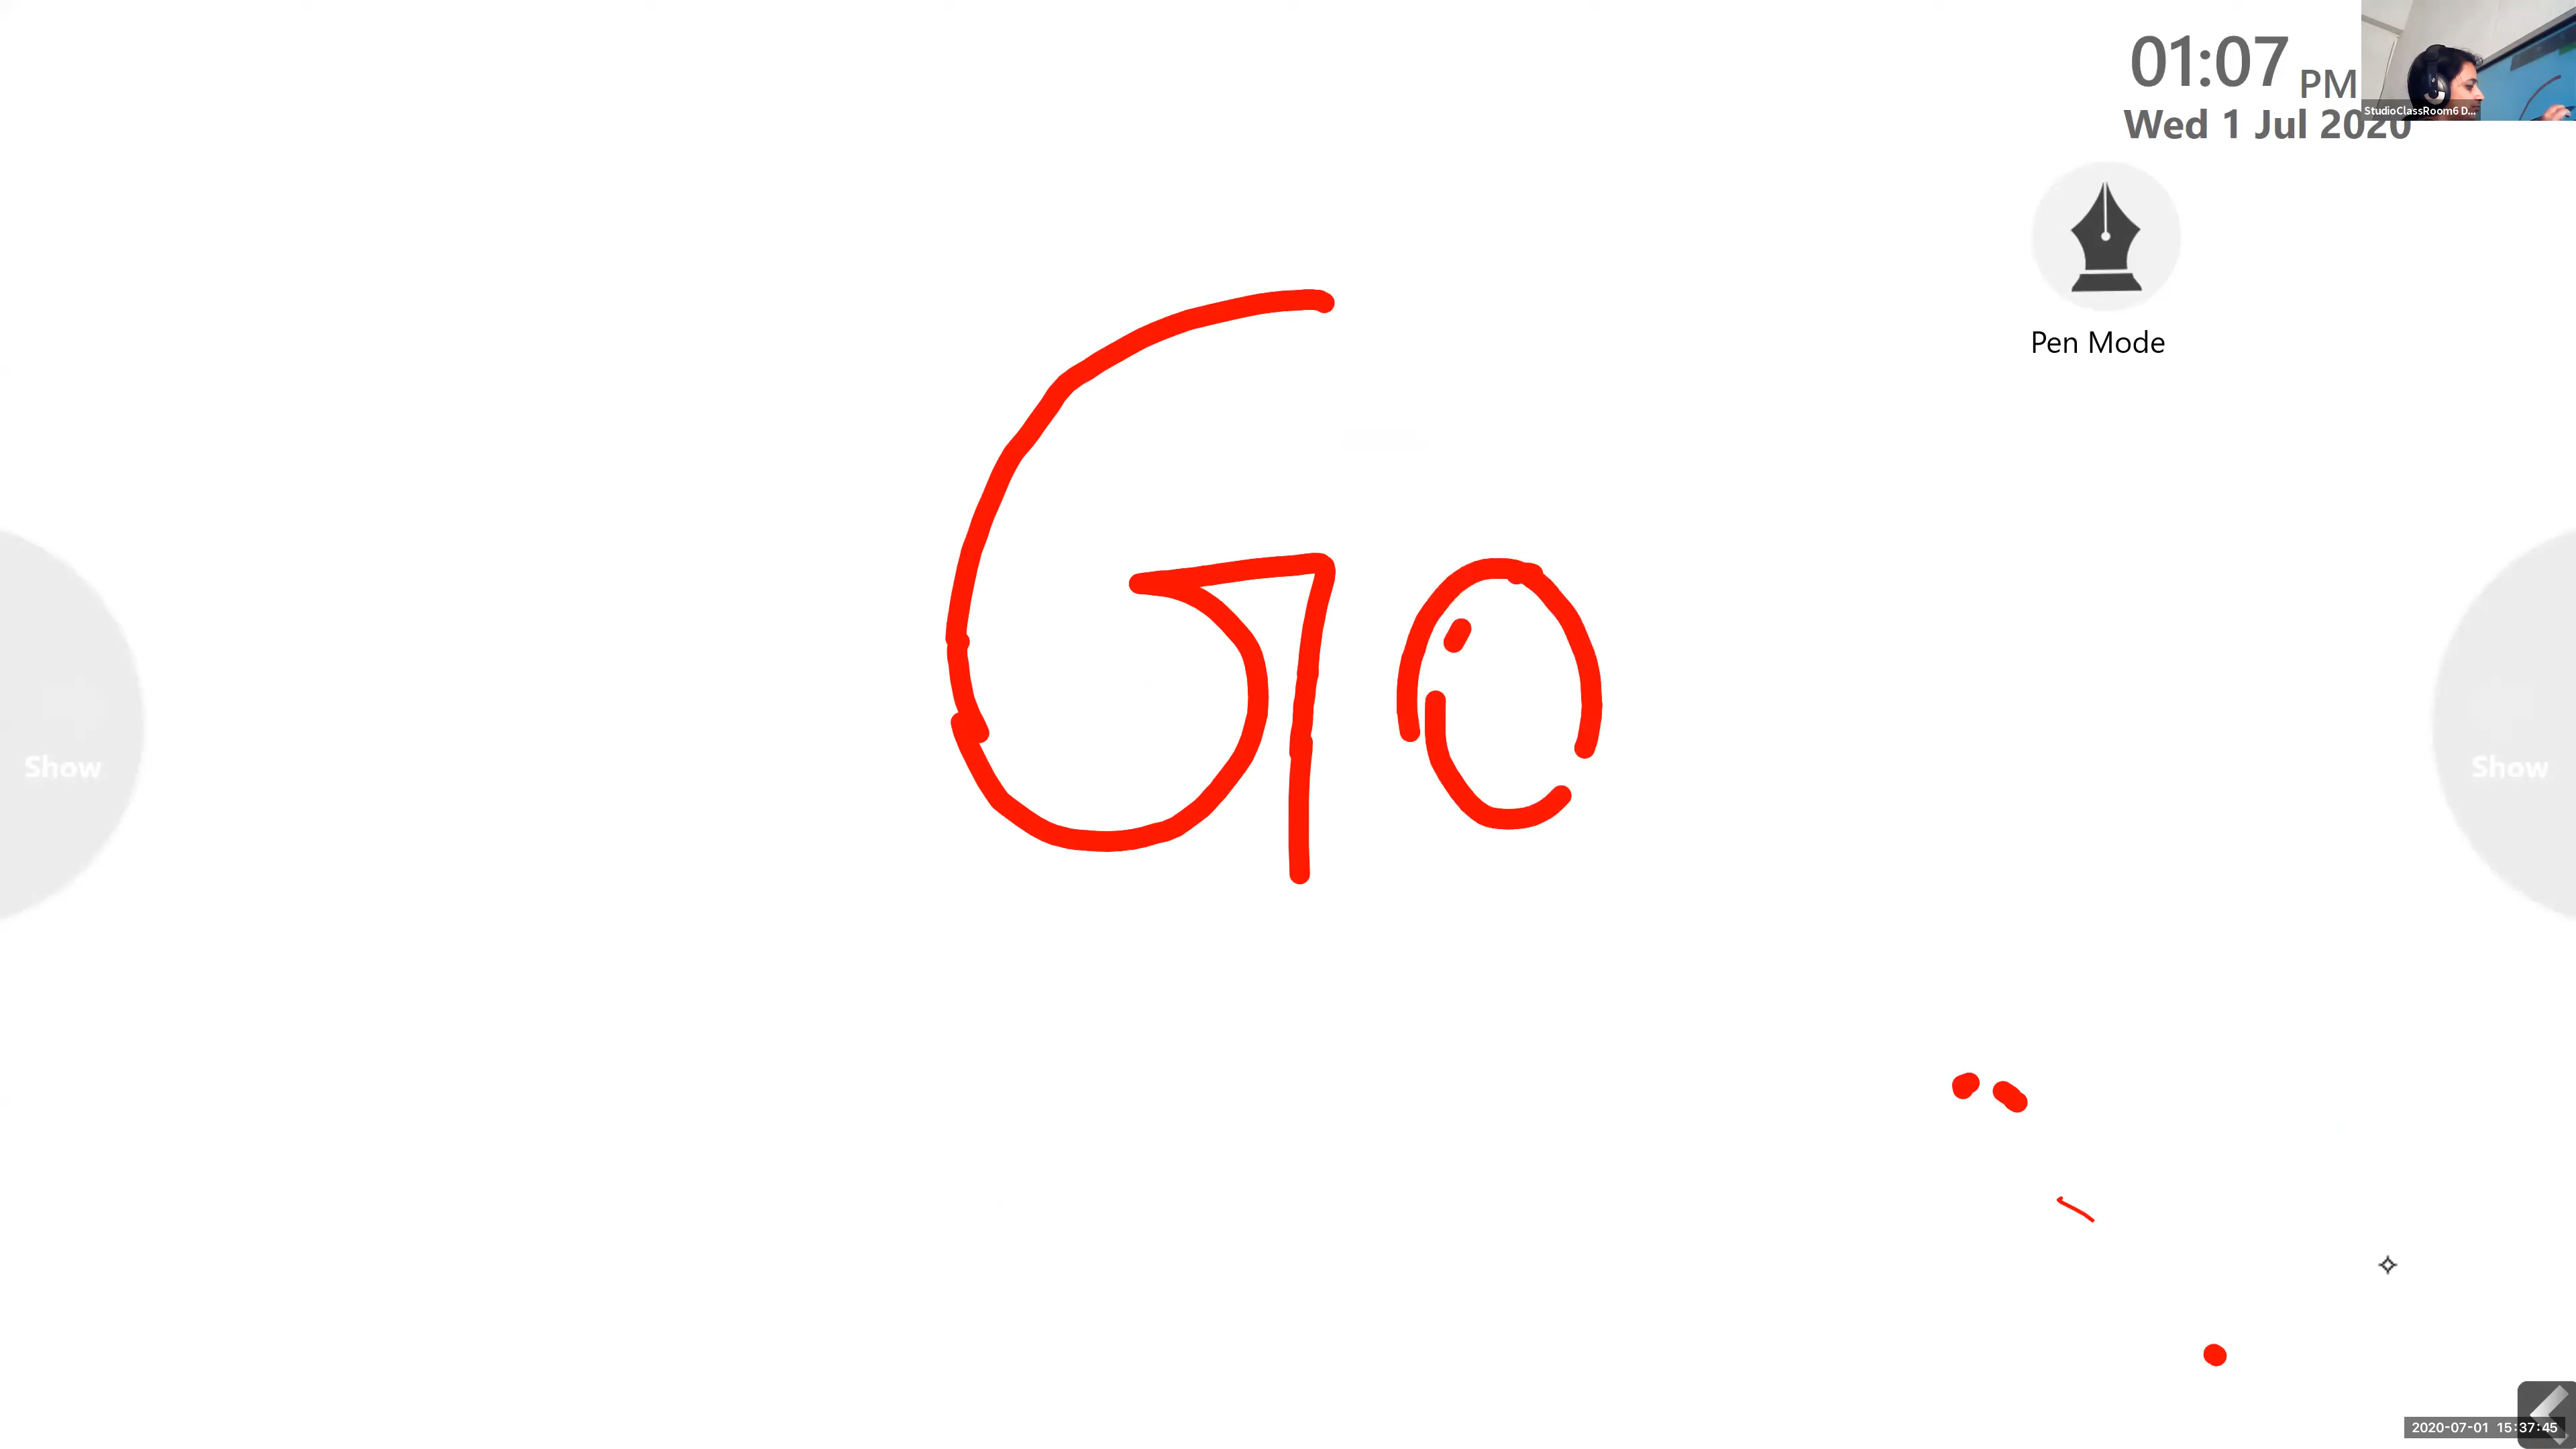 01:07 PM
StudioClassRoom6 D...
Wed 1 Jul 2020
Pen Mode
Go
Show
Show
2020-07-01 15:37:45